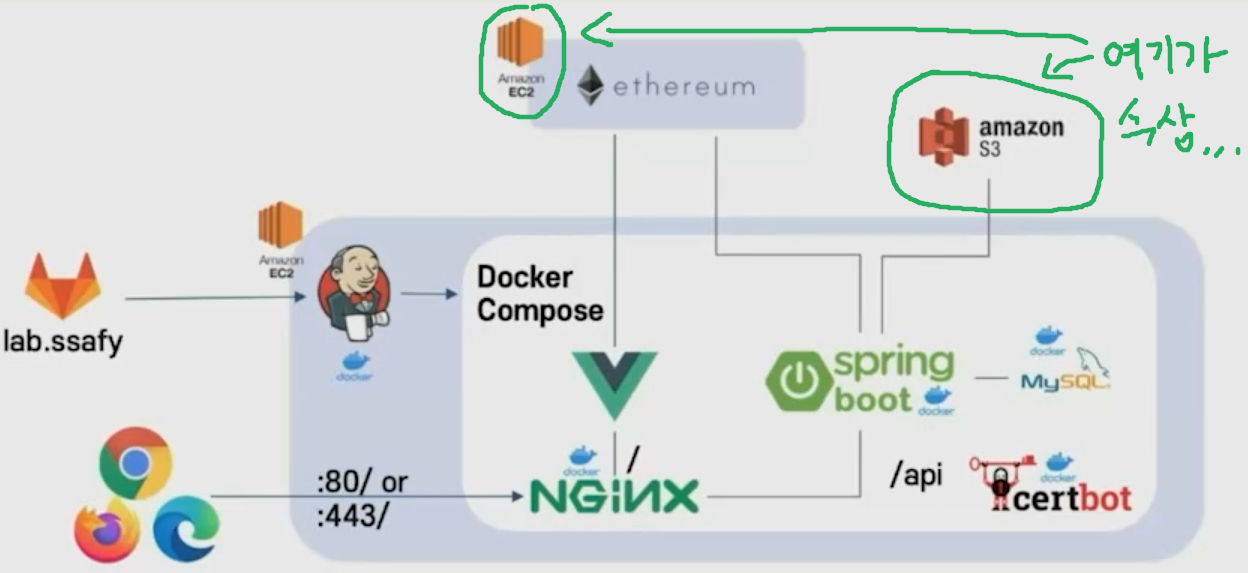 Amazon
EC2
ethereum
여기가
속상...
amazon
S3
Amazon
EC2
Docker
Compose
lab.ssafy
docker
spring
boot
docker
docker
MySQL
:80/ or
:443/
docker
/
NGINX
/api
docker
certbot